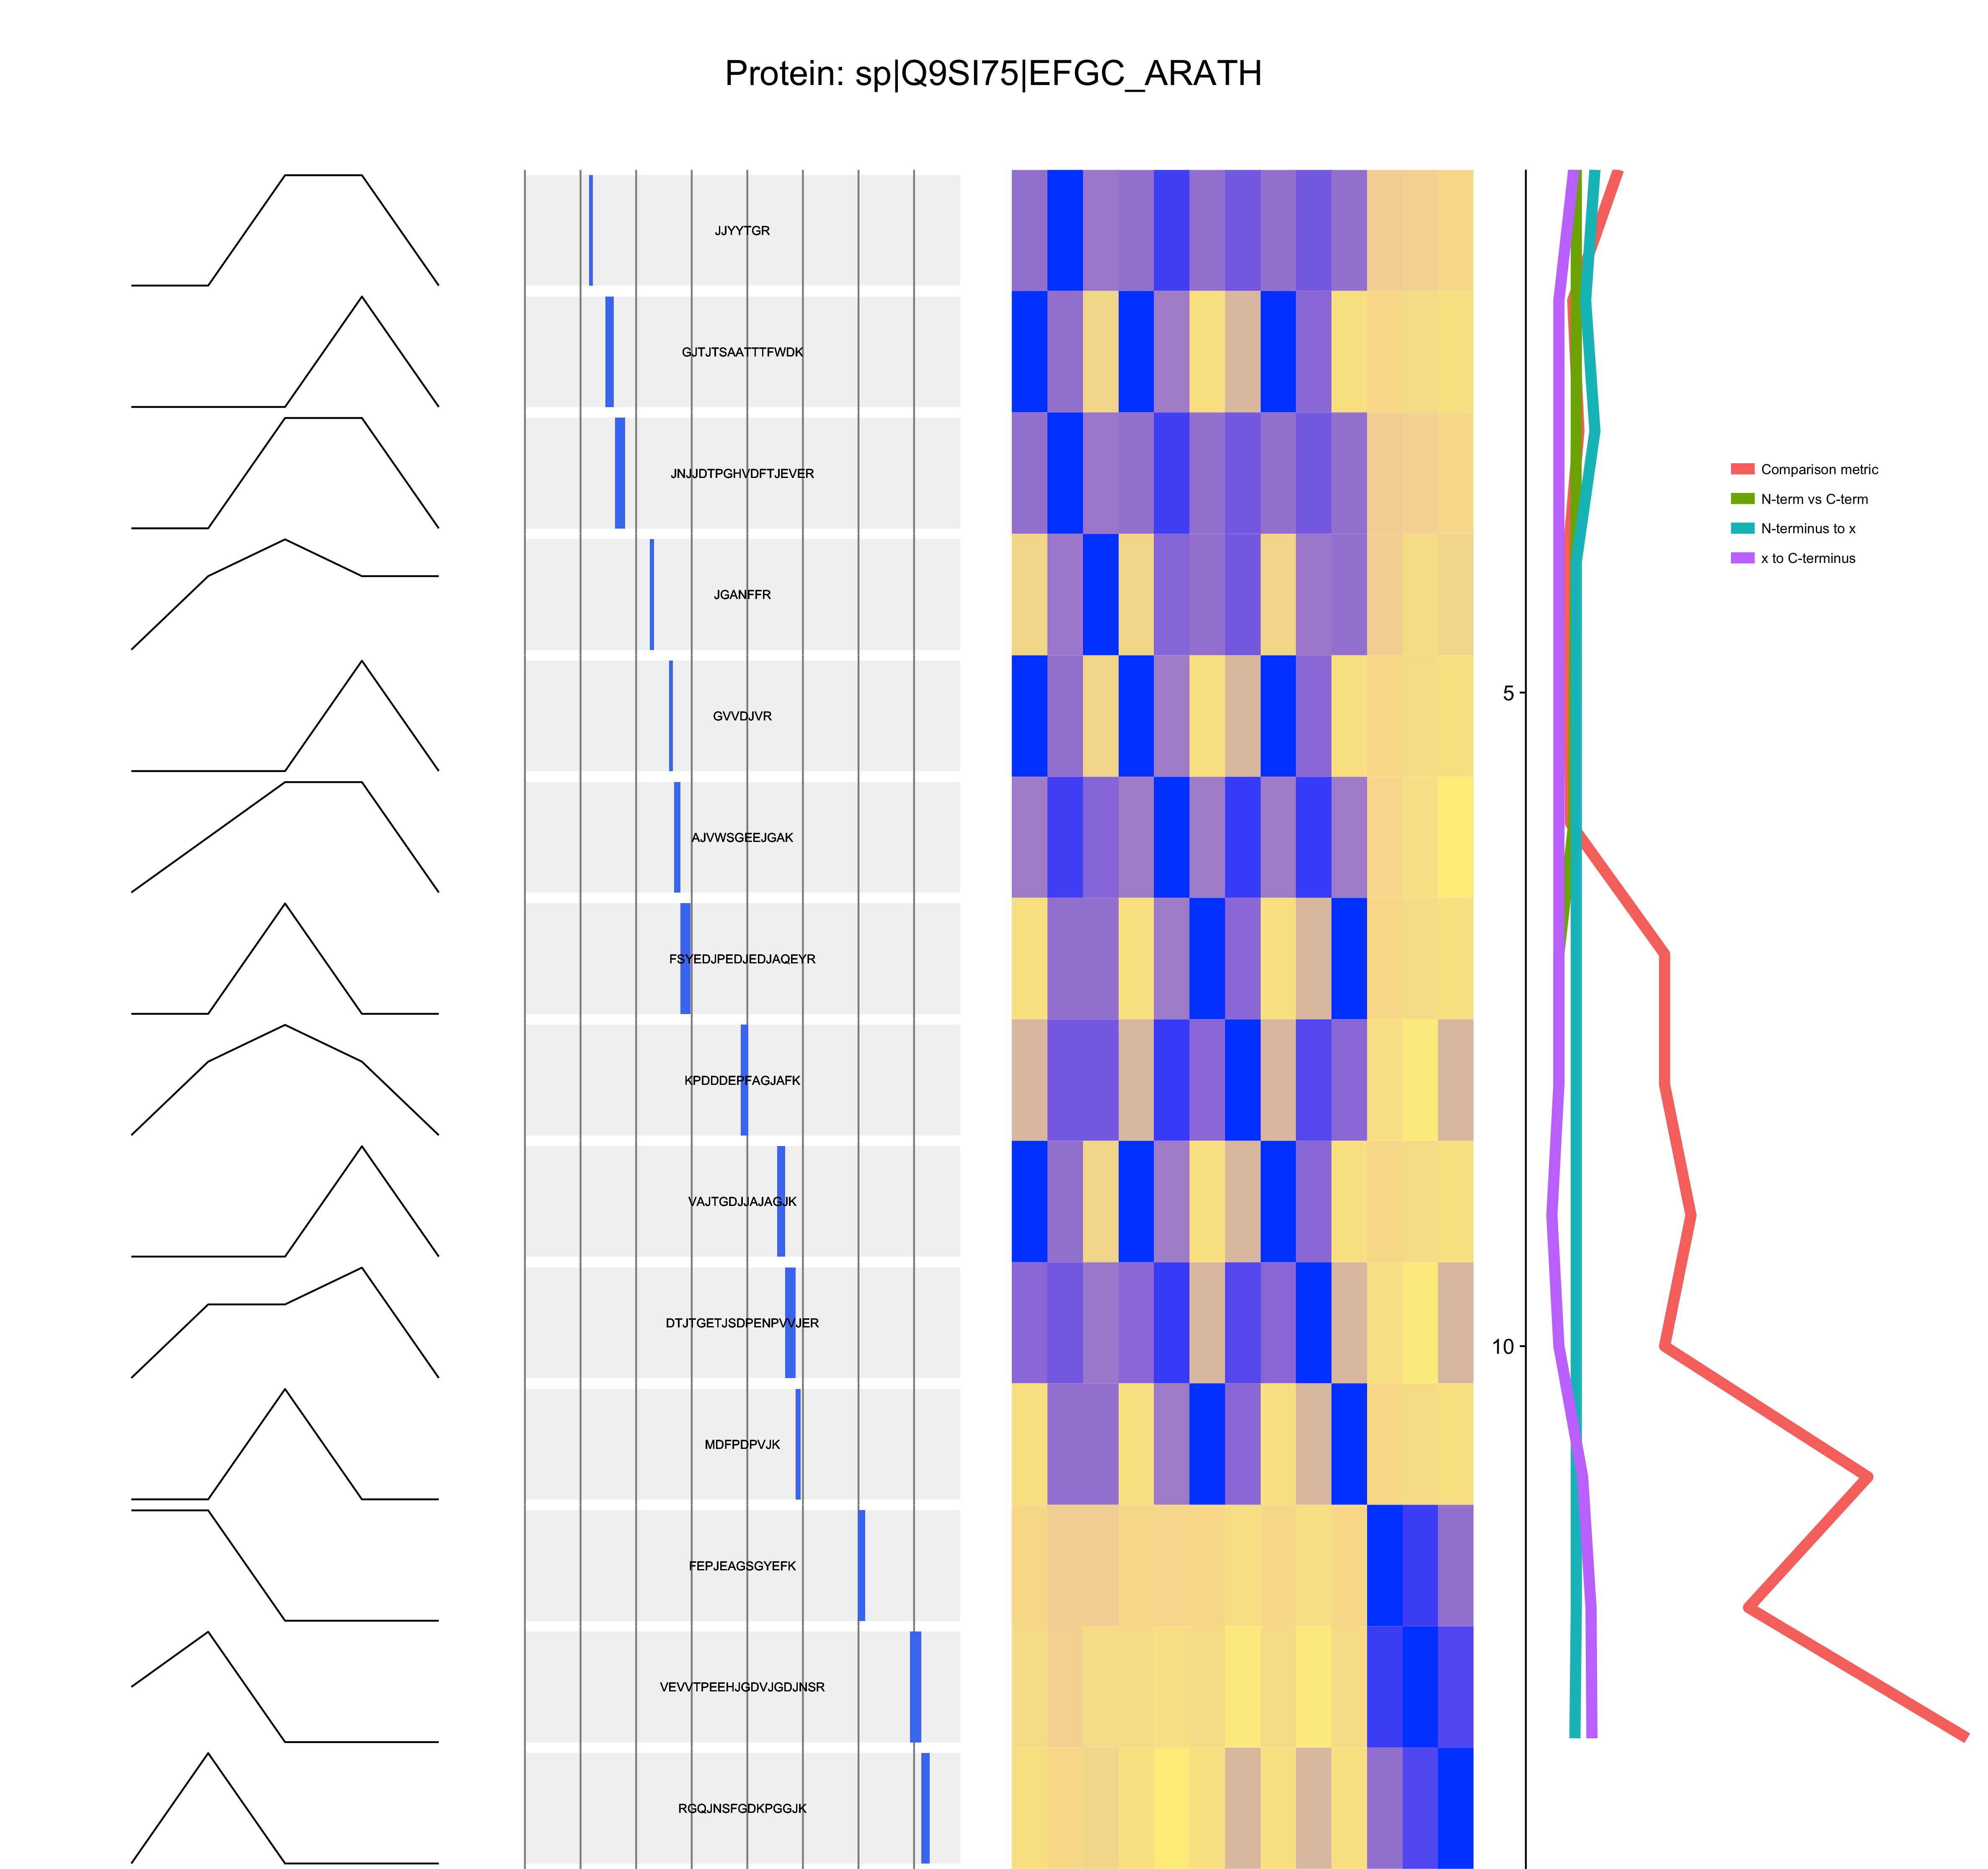 Protein: sp|Q9SI75|EFGC_ARATH
JJYYTGR
GJTJTSAATTTFWDK
JNJJDTPGHVDFTJEVER
JGANFFR
GVVDJVR
AJVWSGEEJGAK
FSYEDJPEDJEDJAQEYR
KPDDDEPFAGJAFK
VAJTGDJJAJAGJK
DTJTGETJSDPENPVVJER
MDFPDPVJK
FEPJEAGSGYEFK
VEVVTPEEHJGDVJGDJNSR
RGQJNSFGDKPGGJK
5
10
Comparison metric
N-term vs C-term
N-terminus to x
x to C-terminus